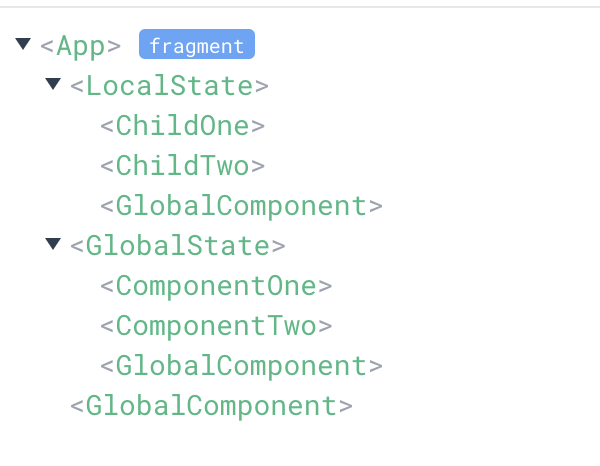 <App> fragment
<LocalState>
<ChildOne>
<ChildTwo>
<GlobalComponent>
<GlobalState>
<ComponentOne>
<ComponentTwo>
<GlobalComponent>
<GlobalComponent>